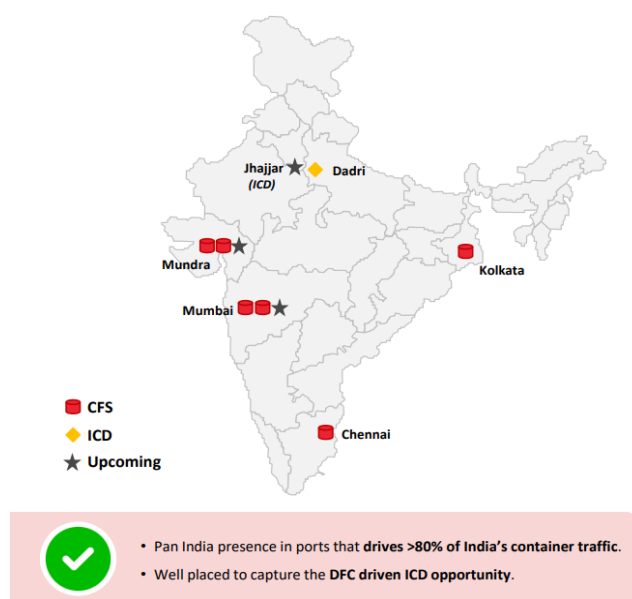 Jhajjar
(ICD)
Dadri
Mundra
Kolkata
Mumbai
Chennai
CFS
ICD
Upcoming
• Pan India presence in ports that drives >80% of India’s container traffic.
• Well placed to capture the DFC driven ICD opportunity.